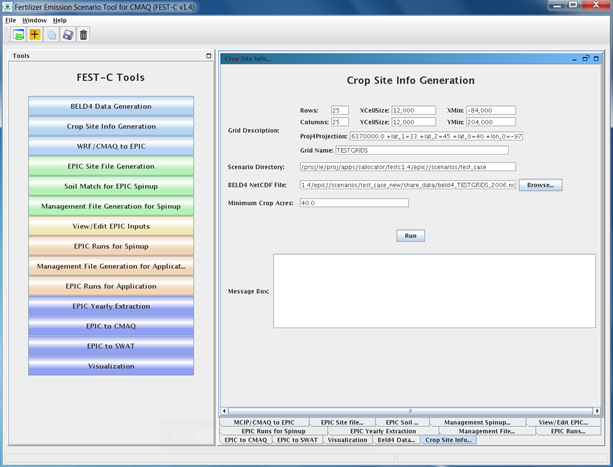 Fertilizer Emission Scenario Tool for CMAQ (FEST-C v1.4)
File Window Help
Tools
FEST-C Tools
BELD4 Data Generation
Crop Site Info Generation
WRF/CMAQ to EPIC
EPIC Site File Generation
Soil Match for EPIC Spinup
Management File Generation for Spinup
View/Edit EPIC Inputs
EPIC Runs for Spinup
Management File Generation for Applicat...
EPIC Runs for Application
EPIC Yearly Extraction
EPIC to CMAQ
EPIC to SWAT
Visualization
Crop Site Info...
Crop Site Info Generation
Grid Description:
Rows: 25 XCellSize: 12,000 XMin: -84,000
Columns: 25 YCellSize: 12,000 YMin: 204,000
Proj4Projection: 6370000.0 +lat_1=33 +lat_2=45 +lat_0=40 +lon_0=-97
Grid Name: TESTGRIDS
Scenario Directory: /proj/ie/proj/apps/sallocator/festc1.4/epic//scenarios/test_case
BELD4 NetCDF File: 1.4/epic//scenarios/test_case_new/share_data/beld4_TESTGRIDS_2006.nc Browse...
Minimum Crop Acres: 40.0
Run
Message Box:
MCIP/CMAQ to EPIC EPIC Site file... EPIC Soil ... Management Spinup... View/Edit EPIC...
EPIC Runs for Spinup EPIC Yearly Extraction Management File... EPIC Runs...
EPIC to CMAQ EPIC to SWAT Visualization Beld4 Data... Crop Site Info...